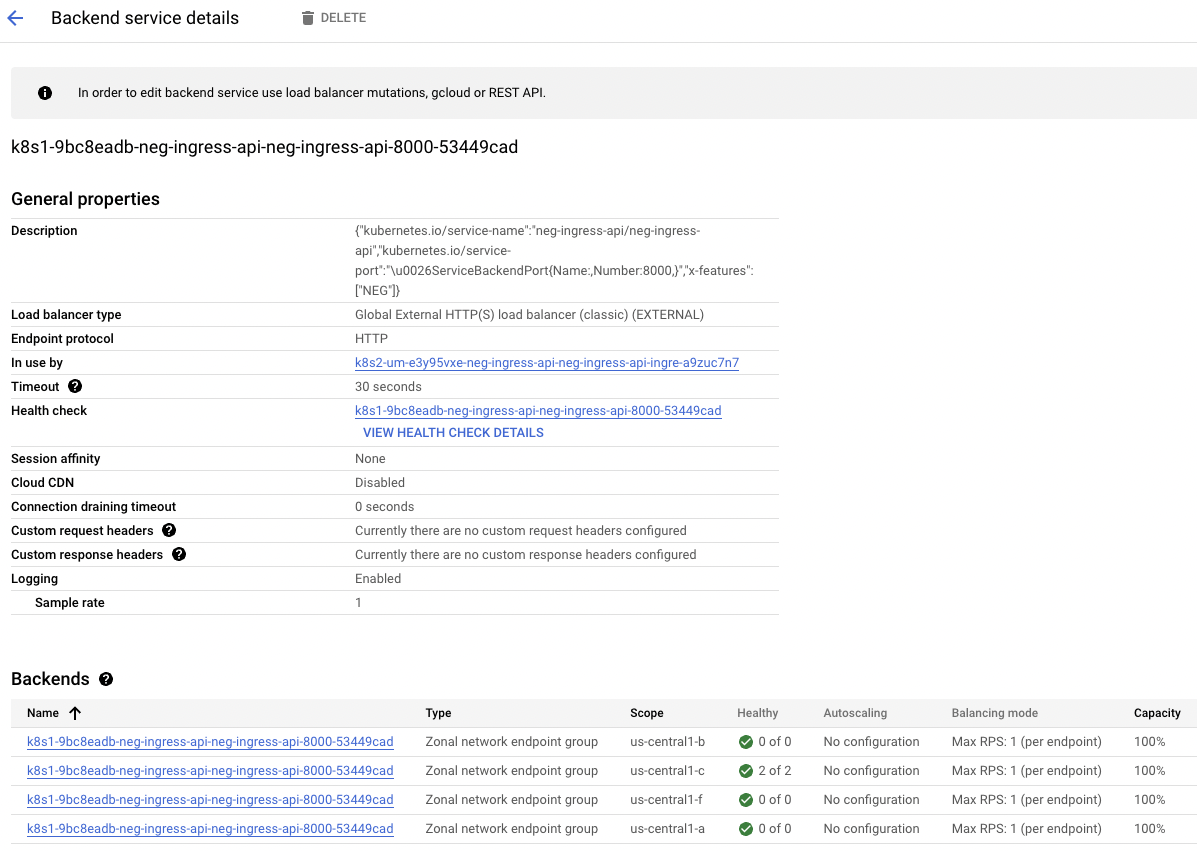 Backend service details DELETE
In order to edit backend service use load balancer mutations, gcloud or REST API.
k8s1-9bc8eadb-neg-ingress-api-neg-ingress-api-8000-53449cad
General properties
Description {"kubernetes.io/service-name":"neg-ingress-api/neg-ingress-
api","kubernetes.io/service-
port":"\u0026ServiceBackendPort{Name:,Number:8000,}","x-features":
["NEG"]}
Load balancer type Global External HTTP(S) load balancer (classic) (EXTERNAL)
Endpoint protocol HTTP
In use by k8s2-um-e3y95vxe-neg-ingress-api-neg-ingress-api-ingre-a9zuc7n7
Timeout 30 seconds
Health check k8s1-9bc8eadb-neg-ingress-api-neg-ingress-api-8000-53449cad
VIEW HEALTH CHECK DETAILS
Session affinity None
Cloud CDN Disabled
Connection draining timeout 0 seconds
Custom request headers Currently there are no custom request headers configured
Custom response headers Currently there are no custom response headers configured
Logging Enabled
Sample rate 1
Backends
Name Type Scope Healthy Autoscaling Balancing mode Capacity
k8s1-9bc8eadb-neg-ingress-api-neg-ingress-api-8000-53449cad Zonal network endpoint group us-central1-b 0 of 0 No configuration Max RPS: 1 (per endpoint) 100%
k8s1-9bc8eadb-neg-ingress-api-neg-ingress-api-8000-53449cad Zonal network endpoint group us-central1-c 2 of 2 No configuration Max RPS: 1 (per endpoint) 100%
k8s1-9bc8eadb-neg-ingress-api-neg-ingress-api-8000-53449cad Zonal network endpoint group us-central1-f 0 of 0 No configuration Max RPS: 1 (per endpoint) 100%
k8s1-9bc8eadb-neg-ingress-api-neg-ingress-api-8000-53449cad Zonal network endpoint group us-central1-a 0 of 0 No configuration Max RPS: 1 (per endpoint) 100%